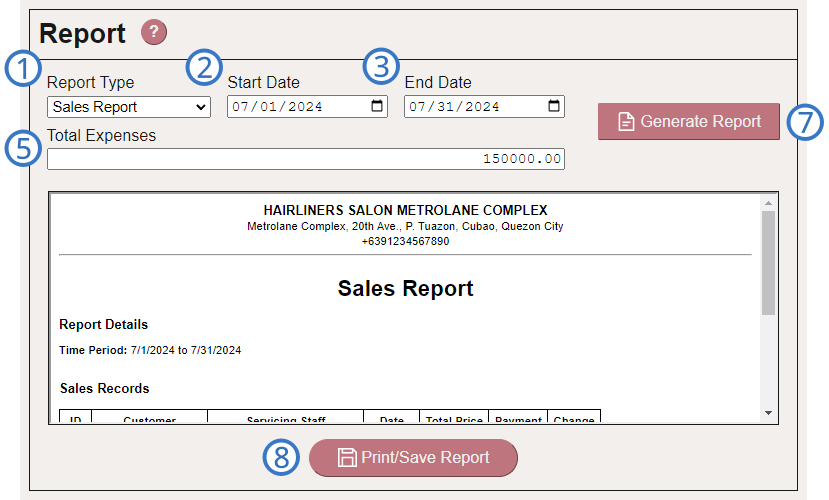 Report ?
1 2 3
Report Type Start Date End Date
Sales Report 07/01/2024 07/31/2024
Generate Report 7
5 Total Expenses
150000.00
HAIRLINERS SALON METROLANE COMPLEX
Metrolane Complex, 20th Ave., P. Tuazon, Cubao, Quezon City
+6391234567890
Sales Report
Report Details
Time Period: 7/1/2024 to 7/31/2024
Sales Records
ID Customer Servicing Staff Date Total Price Payment Change
8 Print/Save Report